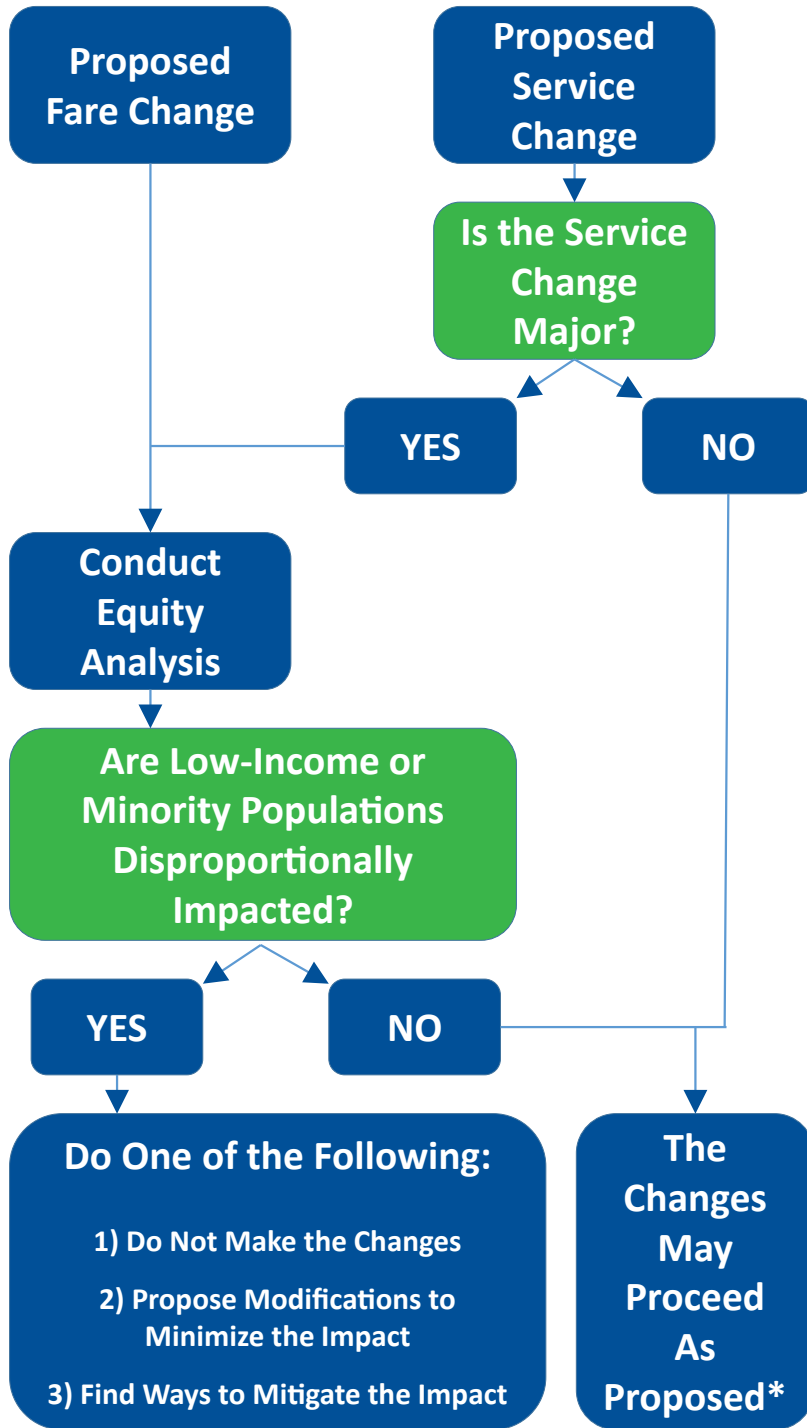 Proposed
Fare Change
Proposed
Service
Change
Is the Service
Change
Major?
YES
NO
Conduct
Equity
Analysis
Are Low-Income or
Minority Populations
Disproportionally
Impacted?
YES
NO
Do One of the Following:
1) Do Not Make the Changes
2) Propose Modifications to
Minimize the Impact
3) Find Ways to Mitigate the Impact
The
Changes
May
Proceed
As
Proposed*